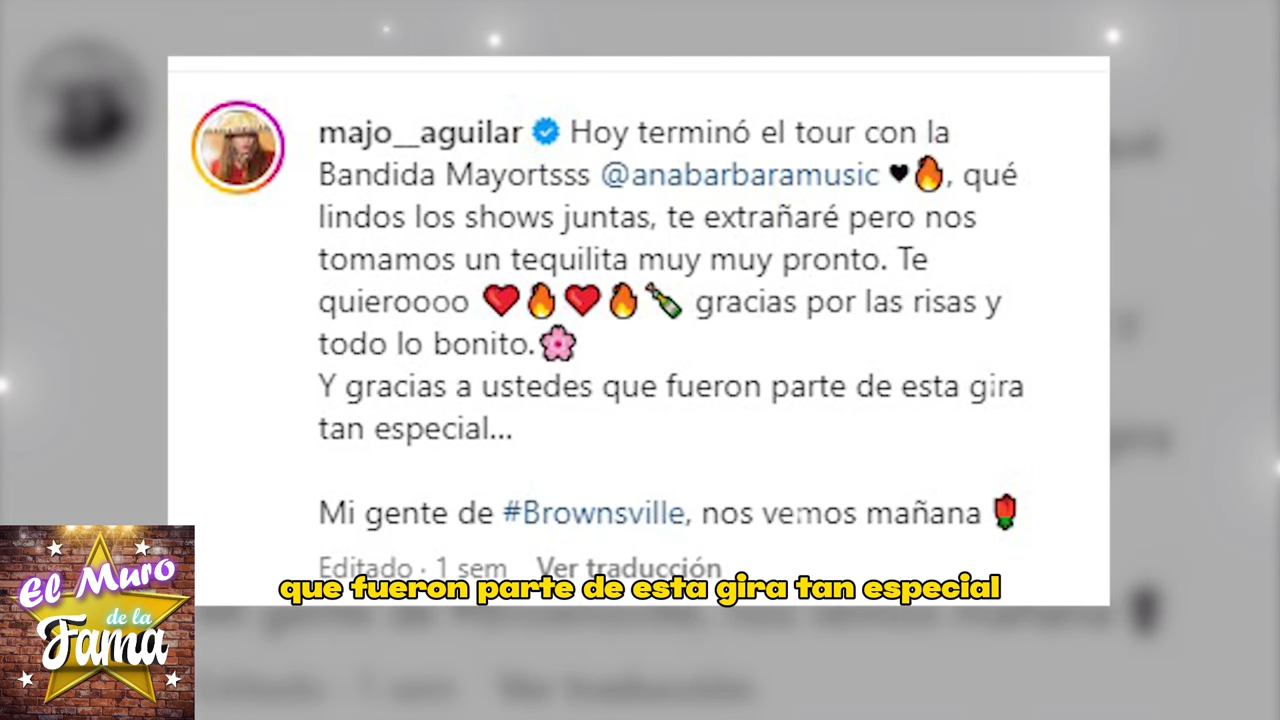 majo__aguilar Hoy terminó el tour con la
Bandida Mayortsss @anabarbaramusic 🖤🔥, qué
lindos los shows juntas, te extrañaré pero nos
tomamos un tequilita muy muy pronto. Te
quieroooo ❤️🔥❤️🔥🍾 gracias por las risas y
todo lo bonito.🌸
Y gracias a ustedes que fueron parte de esta gira
tan especial...
Mi gente de #Brownsville, nos vemos mañana 🌹
Editado · 1 sem Ver traducción
que fueron parte de esta gira tan especial
El Muro
de la
Fama